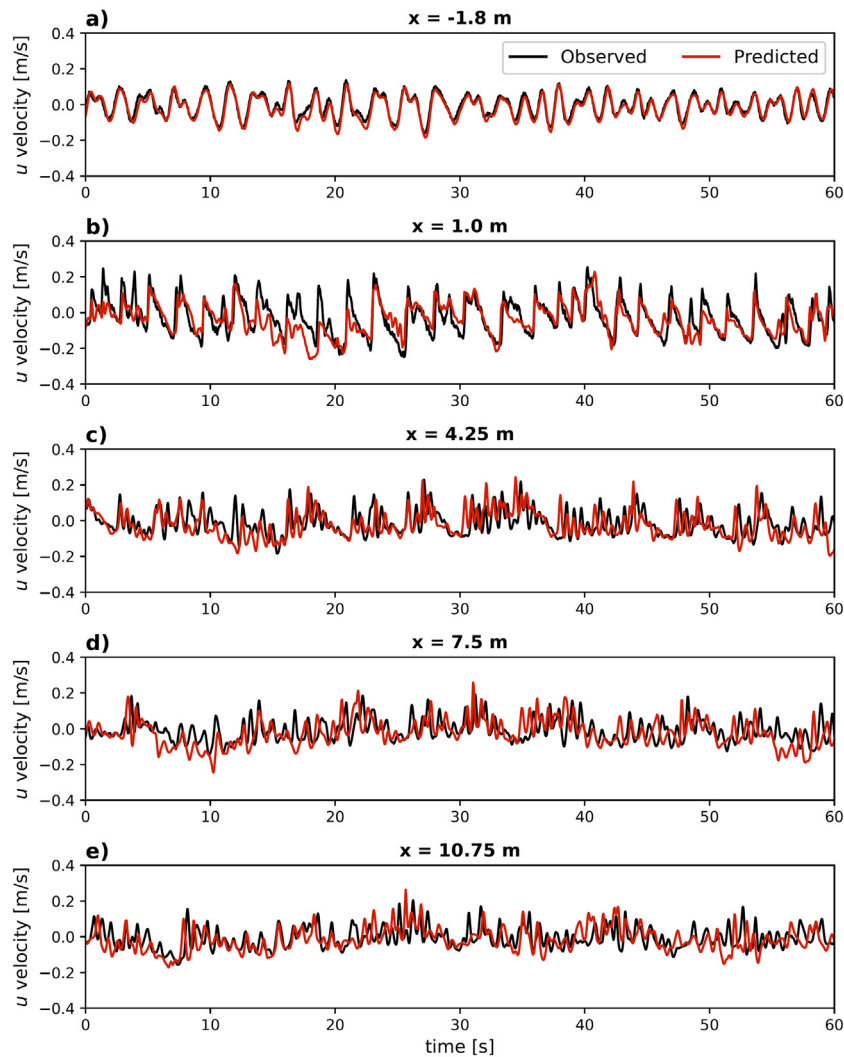 a)
x = -1.8 m
Observed
Predicted
u velocity [m/s]
0.4
0.2
0.0
−0.2
−0.4
0 10 20 30 40 50 60
b)
x = 1.0 m
u velocity [m/s]
0.4
0.2
0.0
−0.2
−0.4
0 10 20 30 40 50 60
c)
x = 4.25 m
u velocity [m/s]
0.4
0.2
0.0
−0.2
−0.4
0 10 20 30 40 50 60
d)
x = 7.5 m
u velocity [m/s]
0.4
0.2
0.0
−0.2
−0.4
0 10 20 30 40 50 60
e)
x = 10.75 m
u velocity [m/s]
0.4
0.2
0.0
−0.2
−0.4
0 10 20 30 40 50 60
time [s]